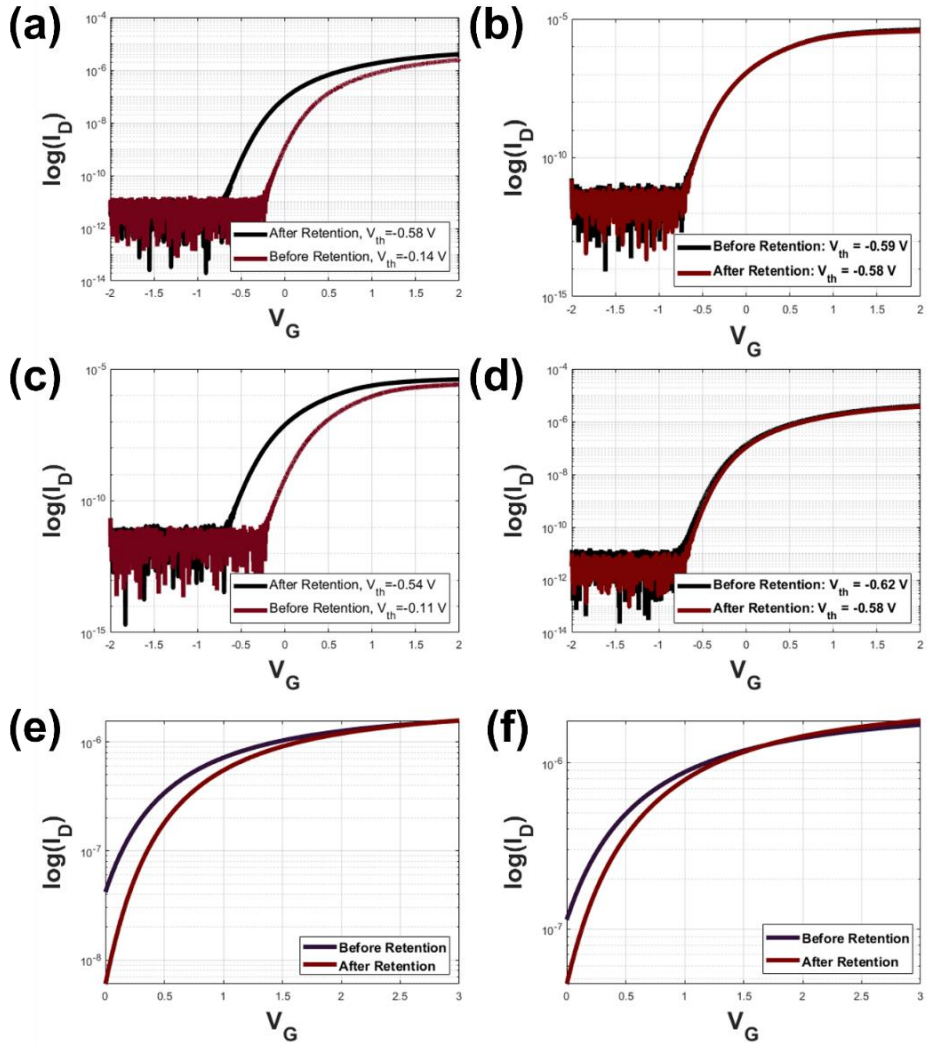 (a)
10^-4
10^-6
10^-8
10^-10
10^-12
10^-14
log(I_D)
After Retention, V_th=-0.58 V
Before Retention, V_th=-0.14 V
-2 -1.5 -1 -0.5 0 0.5 1 1.5 2
V_G
(b)
10^-5
10^-10
10^-15
log(I_D)
Before Retention: V_th = -0.59 V
After Retention: V_th = -0.58 V
-2 -1.5 -1 -0.5 0 0.5 1 1.5 2
V_G
(c)
10^-5
10^-10
10^-15
log(I_D)
After Retention, V_th=-0.54 V
Before Retention, V_th=-0.11 V
-2 -1.5 -1 -0.5 0 0.5 1 1.5 2
V_G
(d)
10^-4
10^-6
10^-8
10^-10
10^-12
10^-14
log(I_D)
Before Retention: V_th = -0.62 V
After Retention: V_th = -0.58 V
-2 -1.5 -1 -0.5 0 0.5 1 1.5 2
V_G
(e)
10^-6
10^-7
10^-8
log(I_D)
Before Retention
After Retention
0 0.5 1 1.5 2 2.5 3
V_G
(f)
10^-6
10^-7
log(I_D)
Before Retention
After Retention
0 0.5 1 1.5 2 2.5 3
V_G